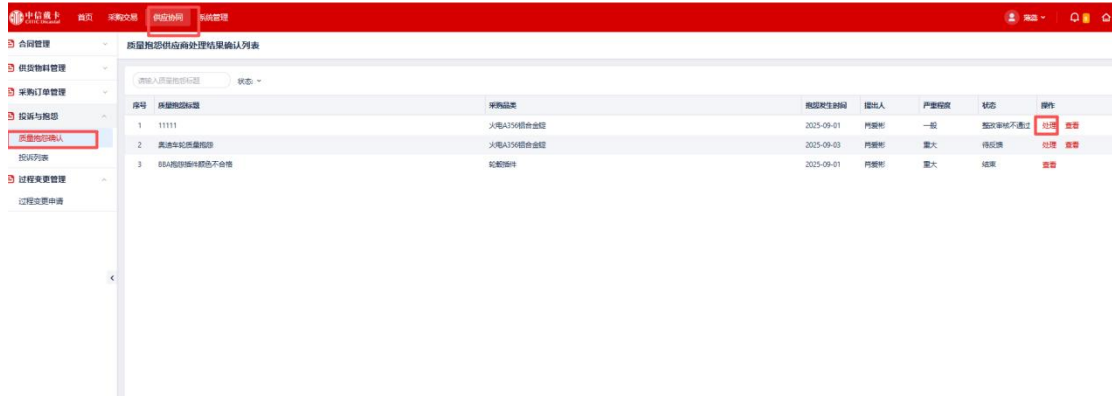 中信戴卡 首页 采购交易 供应协同 系统管理
CITIC Dicastal
合同管理
质量抱怨供应商处理结果确认列表
供货物料管理
请输入质量抱怨标题 状态:
采购订单管理
序号 质量抱怨标题 采购品类 抱怨发生时间 提出人 严重程度 状态 操作
投诉与抱怨
1 11111 火电A356铝合金锭 2025-09-01 一般 整改审核不通过 处理 查看
质量抱怨确认
2 奥迪车轮质量抱怨 火电A356铝合金锭 2025-09-03 重大 待反馈 处理 查看
投诉列表
3 BBA抱怨插件颜色不合格 轮毂插件 2025-09-01 重大 结束 查看
过程变更管理
过程变更申请